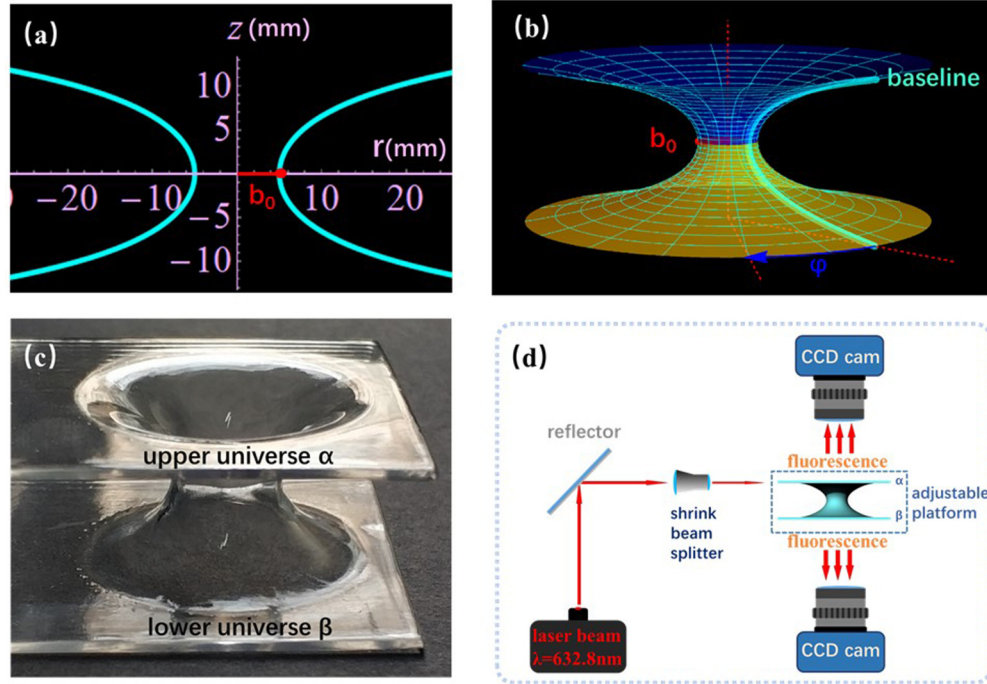 (a)
z (mm)
10
5
r(mm)
−20
−10
10
20
b₀
−5
−10
(b)
baseline
b₀
φ
(c)
upper universe α
lower universe β
(d)
CCD cam
reflector
fluorescence
α
β
adjustable
platform
shrink
beam
splitter
fluorescence
laser beam
λ=632.8nm
CCD cam